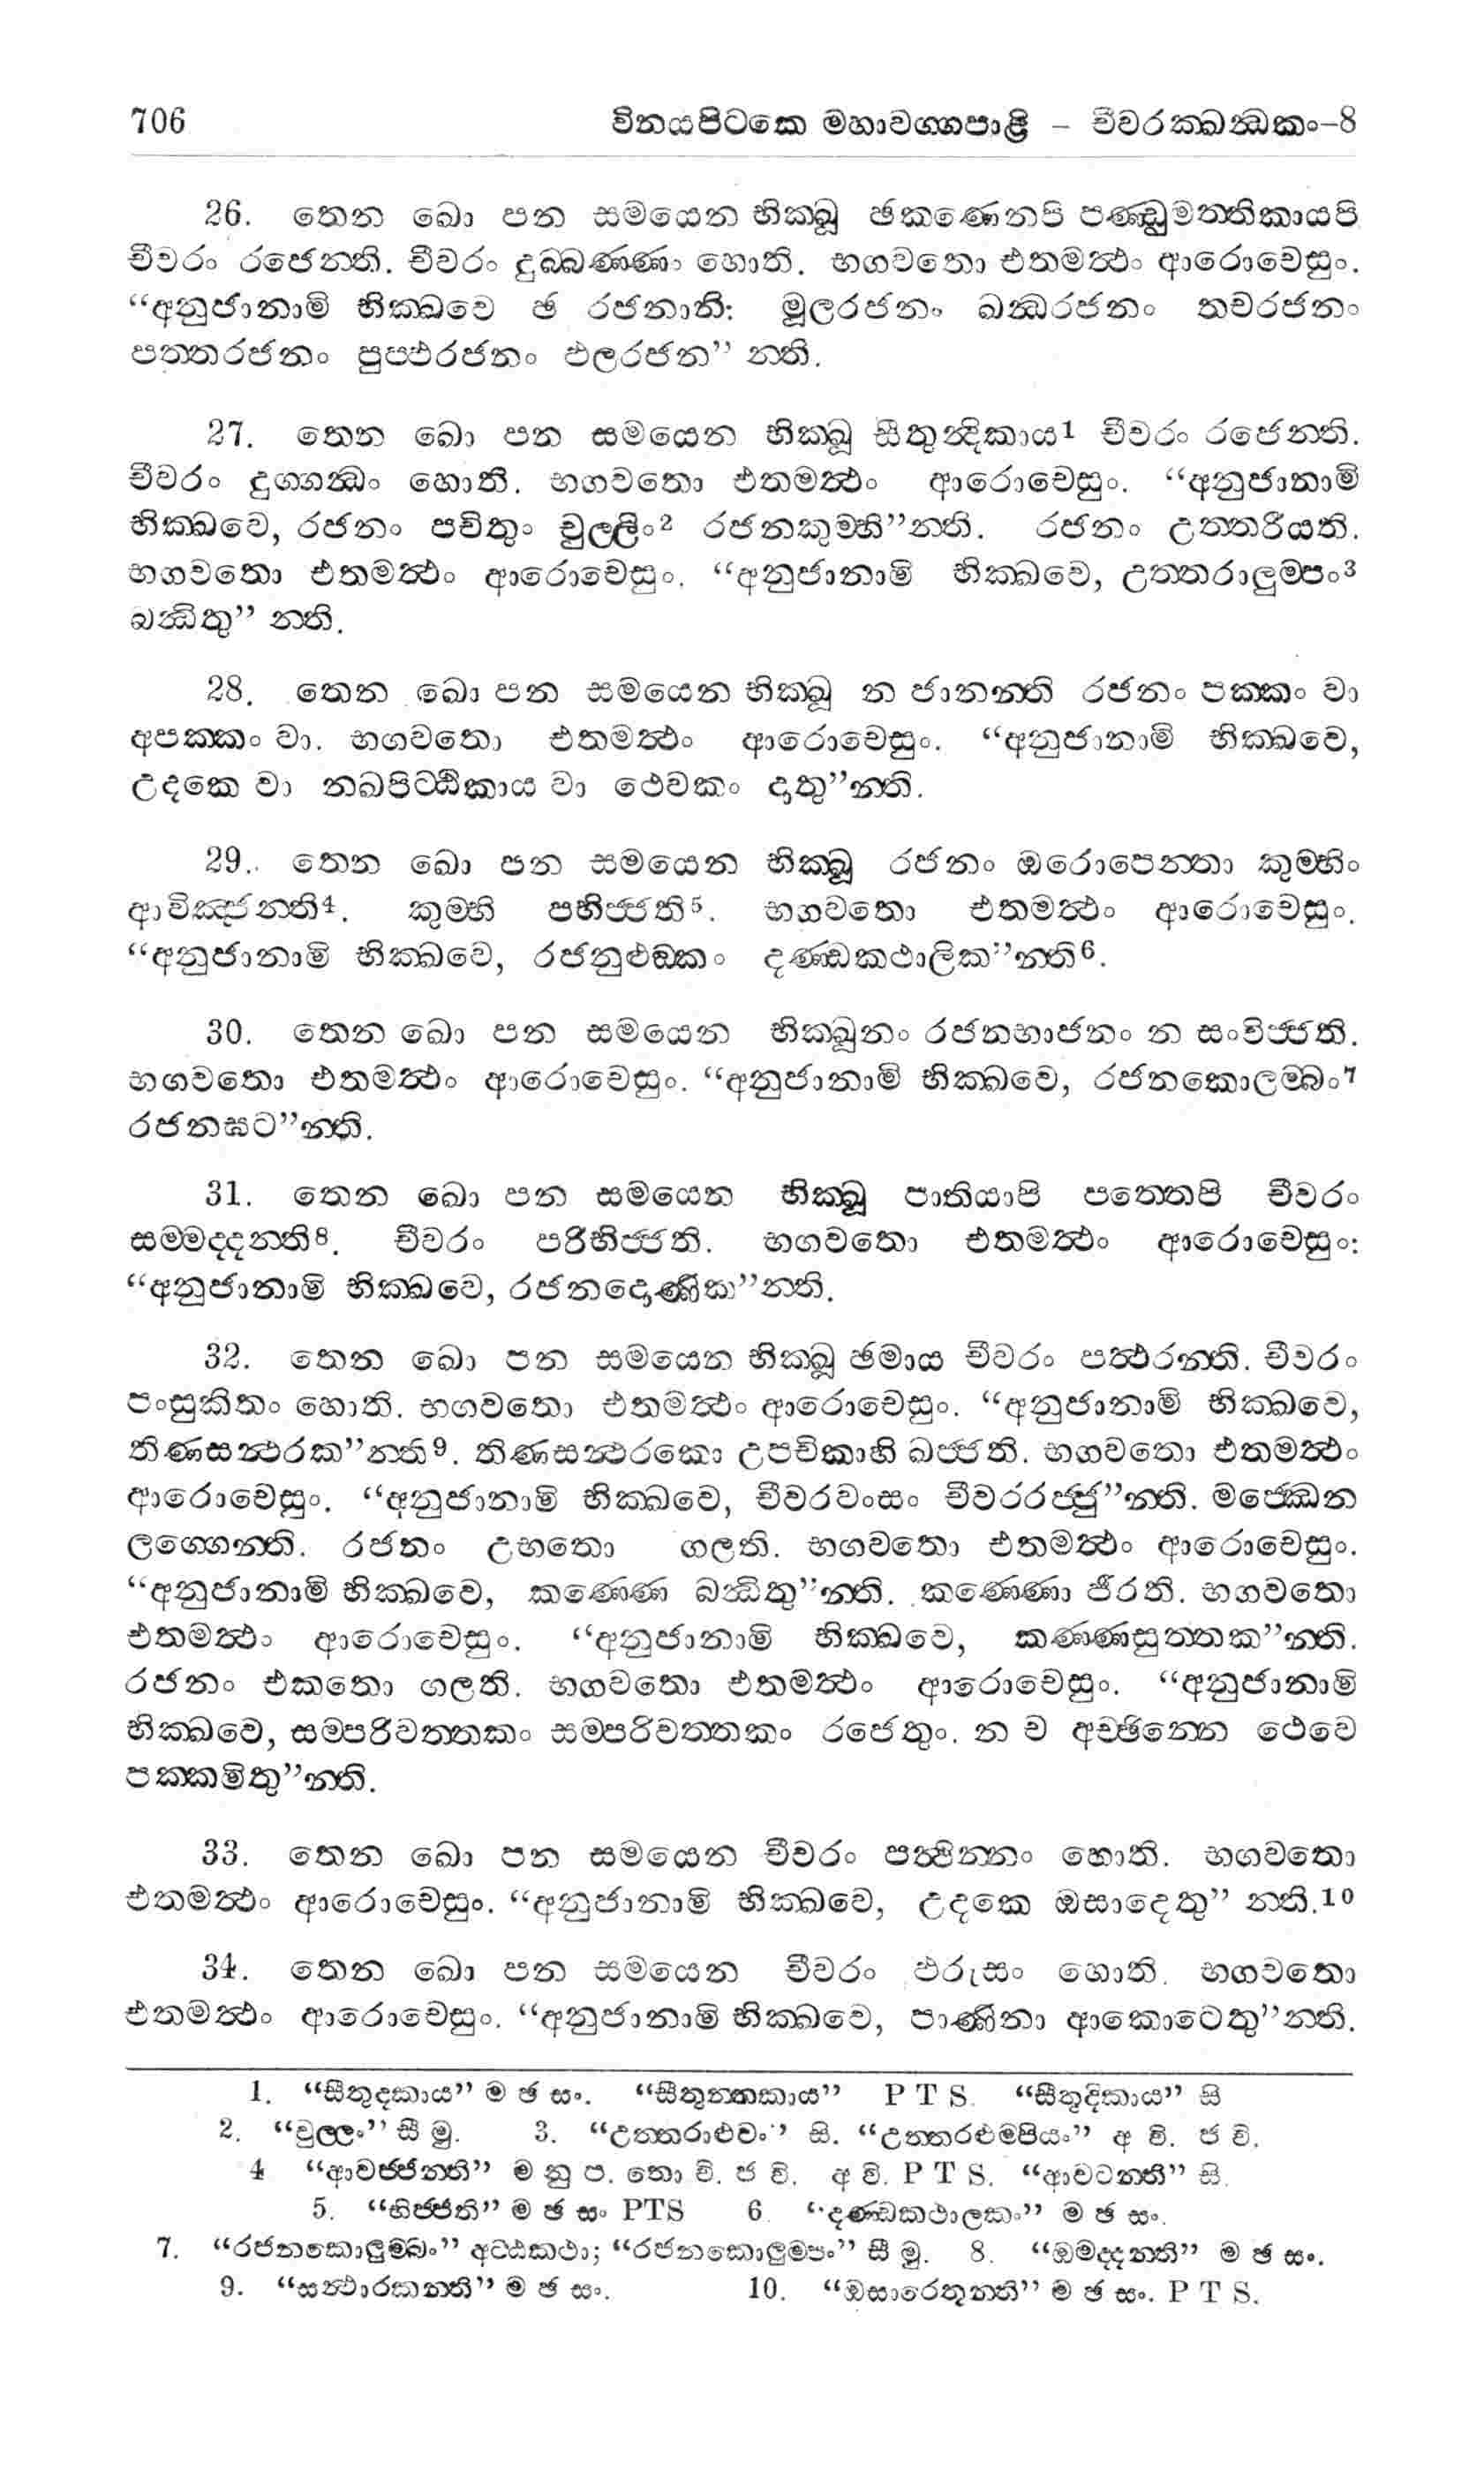 706 විනයපිටකෙ මහාවග්ගපාළි – චීවරක්ඛන්ධකං–8
26. තෙන ඛො පන සමයෙන භික්ඛූ ඡකණෙනපි පණ්ඩුමත්තිකායපි
චීවරං රජෙන්ති. චීවරං දුබ්බණ්ණං හොති. භගවතො එතමත්ථං ආරොචෙසුං.
“අනුජානාමි භික්ඛවෙ ඡ රජනානි: මූලරජනං ඛන්ධරජනං තචරජනං
පත්තරජනං පුප්ඵරජනං ඵලරජන” න්ති.
27. තෙන ඛො පන සමයෙන භික්ඛූ සීතුන්දිකාය1 චීවරං රජෙන්ති.
චීවරං දුග්ගන්ධං හොති. භගවතො එතමත්ථං ආරොචෙසුං. “අනුජානාමි
භික්ඛවෙ, රජනං පචිතුං චුල්ලිං2 රජනකුම්භි”න්ති. රජනං උත්තරීයති.
භගවතො එතමත්ථං ආරොචෙසුං. “අනුජානාමි භික්ඛවෙ, උත්තරාලුම්පං3
බන්ධිතු” න්ති.
28. තෙන ඛො පන සමයෙන භික්ඛූ න ජානන්ති රජනං පක්කං වා
අපක්කං වා. භගවතො එතමත්ථං ආරොචෙසුං. “අනුජානාමි භික්ඛවෙ,
උදකෙ වා නඛපිට්ඨිකාය වා ථෙවකං දාතු”න්ති.
29. තෙන ඛො පන සමයෙන භික්ඛූ රජනං ඔරොපෙන්තා කුම්භිං
ආවිඤ්ජන්ති4. කුම්භි පභිජ්ජති5. භගවතො එතමත්ථං ආරොචෙසුං.
“අනුජානාමි භික්ඛවෙ, රජනුළුඞ්කං දණ්ඩකථාලික”න්ති6.
30. තෙන ඛො පන සමයෙන භික්ඛූනං රජනභාජනං න සංවිජ්ජති.
භගවතො එතමත්ථං ආරොචෙසුං. “අනුජානාමි භික්ඛවෙ, රජනකොලම්බං7
රජනඝට”න්ති.
31. තෙන ඛො පන සමයෙන භික්ඛූ පාතියාපි පත්තෙපි චීවරං
සම්මද්දන්ති8. චීවරං පරිභිජ්ජති. භගවතො එතමත්ථං ආරොචෙසුං:
“අනුජානාමි භික්ඛවෙ, රජනදොණික”න්ති.
32. තෙන ඛො පන සමයෙන භික්ඛූ ඡමාය චීවරං පත්ථරන්ති. චීවරං
පංසුකිතං හොති. භගවතො එතමත්ථං ආරොචෙසුං. “අනුජානාමි භික්ඛවෙ,
තිණසන්ථරක”න්ති9. තිණසන්ථරකො උපචිකාහි ඛජ්ජති. භගවතො එතමත්ථං
ආරොචෙසුං. “අනුජානාමි භික්ඛවෙ, චීවරවංසං චීවරරජ්ජු”න්ති. මජ්ඣෙන
ලග්ගෙන්ති. රජනං උභතො ගලති. භගවතො එතමත්ථං ආරොචෙසුං.
“අනුජානාමි භික්ඛවෙ, කණ්ණෙ බන්ධිතු”න්ති. කණ්ණො ජීරති. භගවතො
එතමත්ථං ආරොචෙසුං. “අනුජානාමි භික්ඛවෙ, කණ්ණසුත්තක”න්ති.
රජනං එකතො ගලති. භගවතො එතමත්ථං ආරොචෙසුං. “අනුජානාමි
භික්ඛවෙ, සම්පරිවත්තකං සම්පරිවත්තකං රජෙතුං. න ච අච්ඡින්නෙ ථෙවෙ
පක්කමිතු”න්ති.
33. තෙන ඛො පන සමයෙන චීවරං පත්ථින්නං හොති. භගවතො
එතමත්ථං ආරොචෙසුං. “අනුජානාමි භික්ඛවෙ, උදකෙ ඔසාදෙතු” න්ති.10
34. තෙන ඛො පන සමයෙන චීවරං ඵරුසං හොති. භගවතො
එතමත්ථං ආරොචෙසුං. “අනුජානාමි භික්ඛවෙ, පාණිනා ආකොටෙතු”න්ති.
1. “සීතුදකාය” ම ඡ සං. “සීතුන්නකාය” P T S. “සීතූදිකාය” සි
2. “චුල්ලං” සී මු. 3. “උත්තරාළුවං” සි. “උත්තරළුම්පියං” අ වි. ජ වි.
4 “ආවජ්ජන්ති” ම නු ප. තො වි. ජ වි. අ වි. P T S. “ආවටන්ති” සි.
5. “භිජ්ජති” ම ඡ සං PTS 6. “දණ්ඩකථාලකං” ම ඡ සං.
7. “රජනකොලුම්බං” අට්ඨකථා; “රජනකොලුම්පං” සී මු. 8. “ඔමද්දන්ති” ම ඡ සං.
9. “සන්ථාරකන්ති” ම ඡ සං. 10. “ඔසාරෙතුන්ති” ම ඡ සං. P T S.